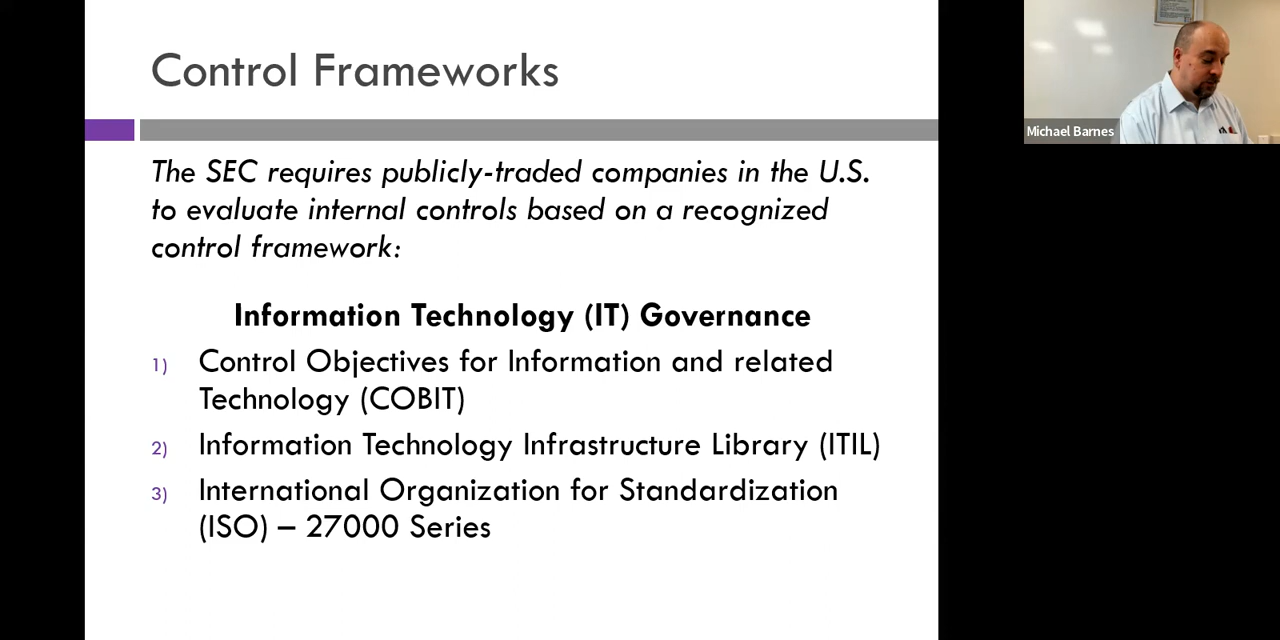 Control Frameworks
The SEC requires publicly-traded companies in the U.S.
to evaluate internal controls based on a recognized
control framework:
Information Technology (IT) Governance
1) Control Objectives for Information and related
Technology (COBIT)
2) Information Technology Infrastructure Library (ITIL)
3) International Organization for Standardization
(ISO) – 27000 Series
Michael Barnes